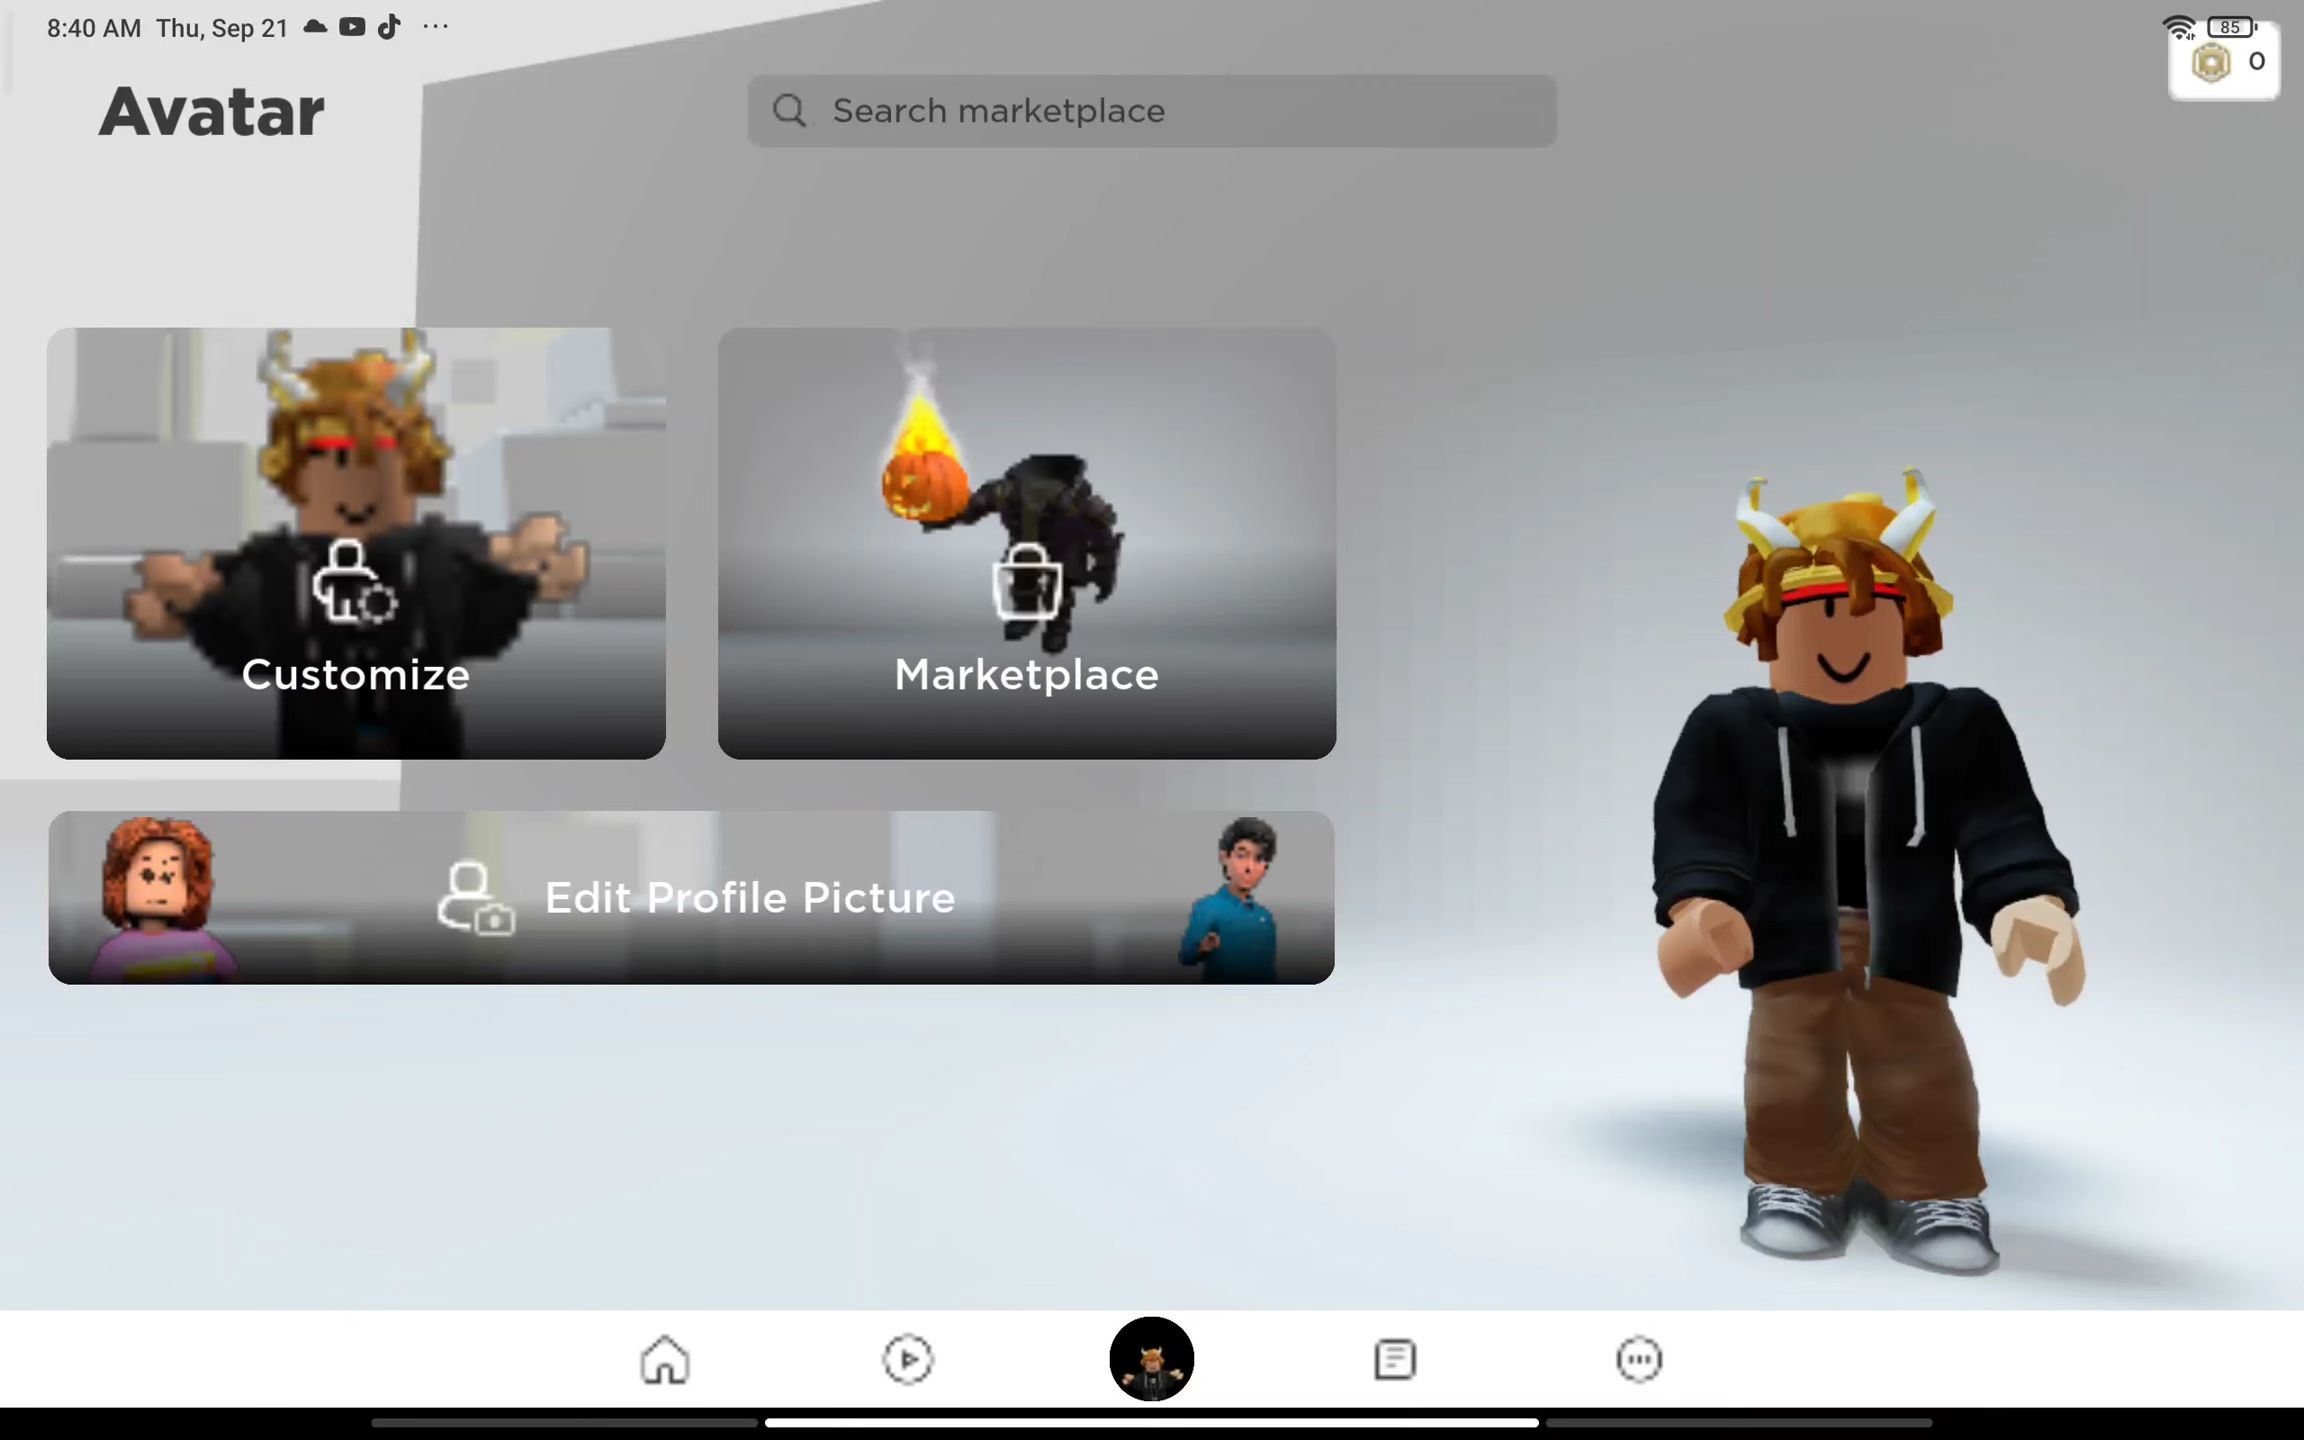 8:40 AM Thu, Sep 21 ...
85
0
Avatar
Search marketplace
Customize
Marketplace
Edit Profile Picture